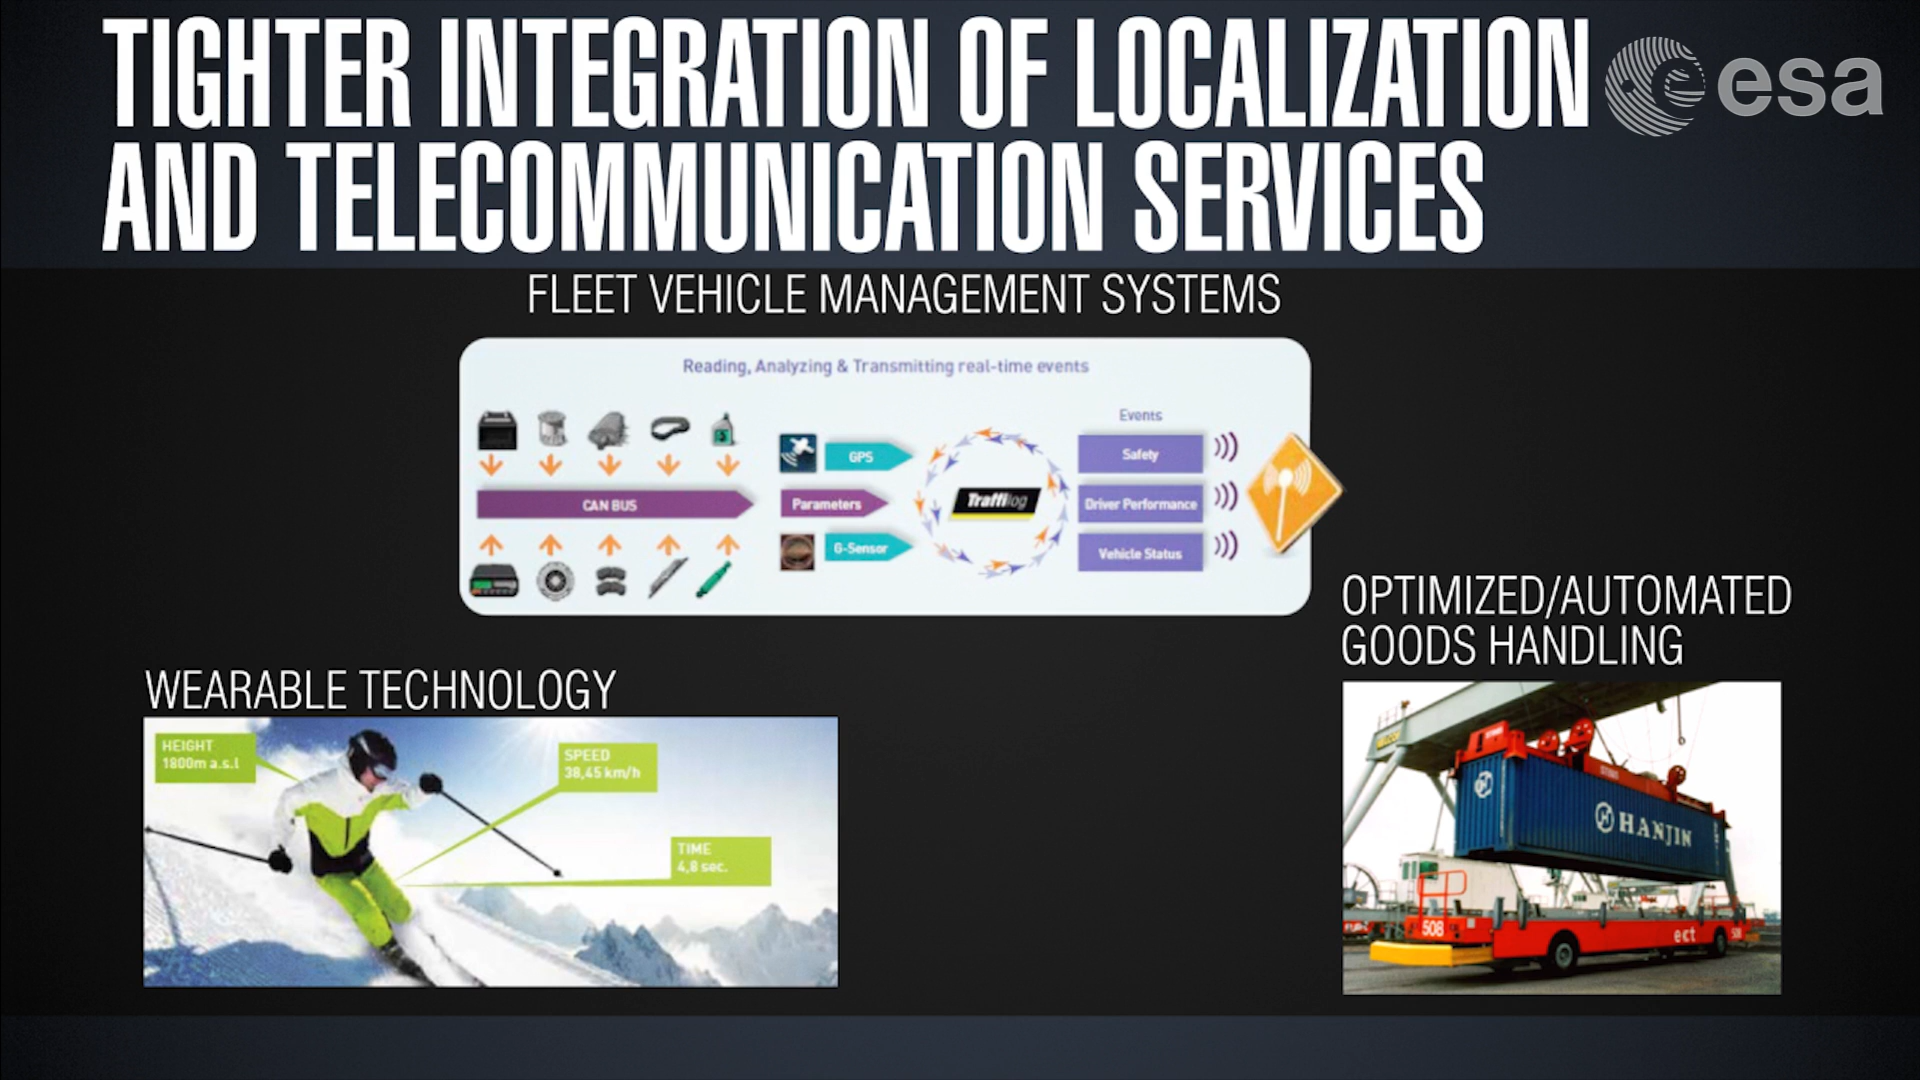 TIGHTER INTEGRATION OF LOCALIZATION
AND TELECOMMUNICATION SERVICES
esa
FLEET VEHICLE MANAGEMENT SYSTEMS
Reading, Analyzing & Transmitting real-time events
Events
GPS
Safety
CAN BUS
Parameters
Traffilog
Driver Performance
G-Sensor
Vehicle Status
OPTIMIZED/AUTOMATED
GOODS HANDLING
WEARABLE TECHNOLOGY
HEIGHT
1800m a.s.l
SPEED
38,45 km/h
TIME
4,8 sec.
HANJIN
508
ect
508